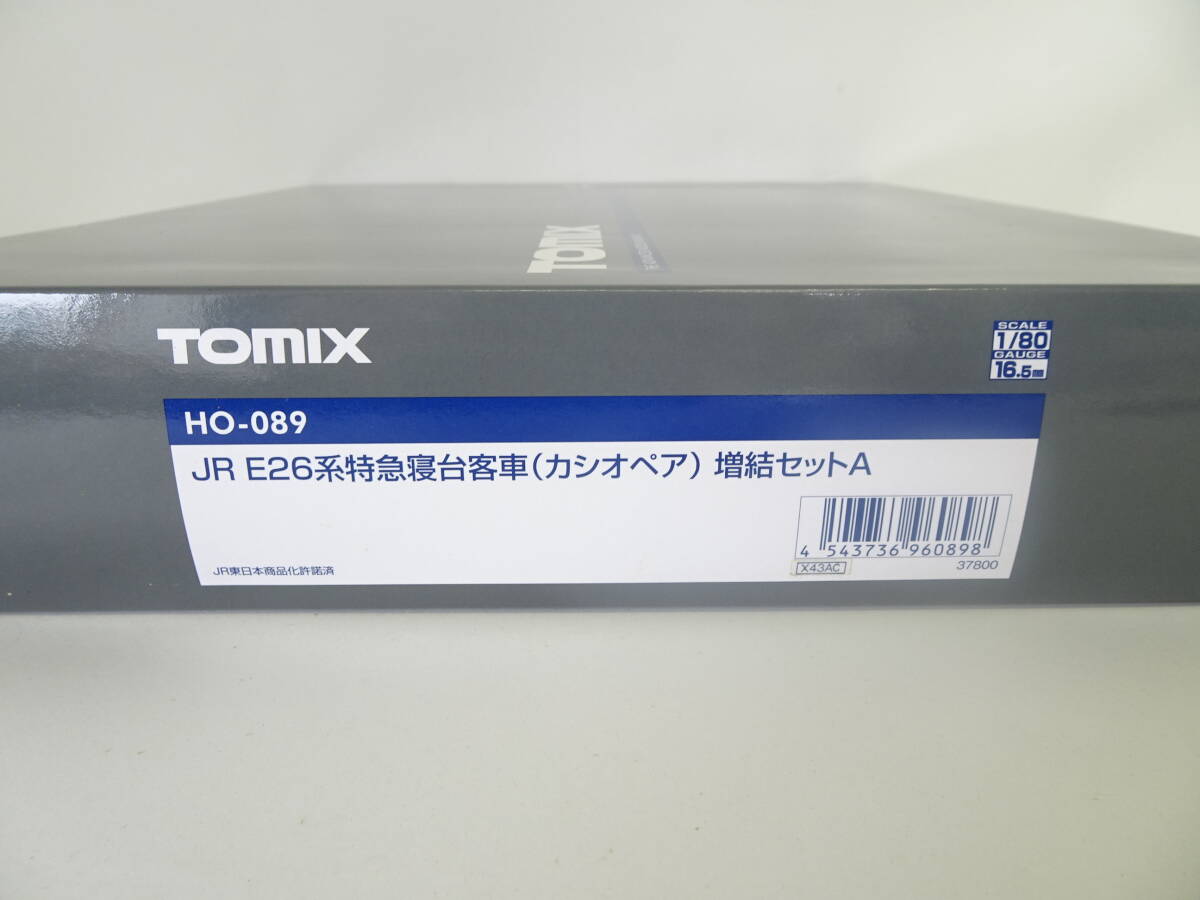 TOMIX
TOMIX
SCALE
1/80
GAUGE
16.5mm
HO-089
JR E26系特急寝台客車(カシオペア) 増結セットA
4 543736 960898
X43AC
37800
JR東日本商品化許諾済